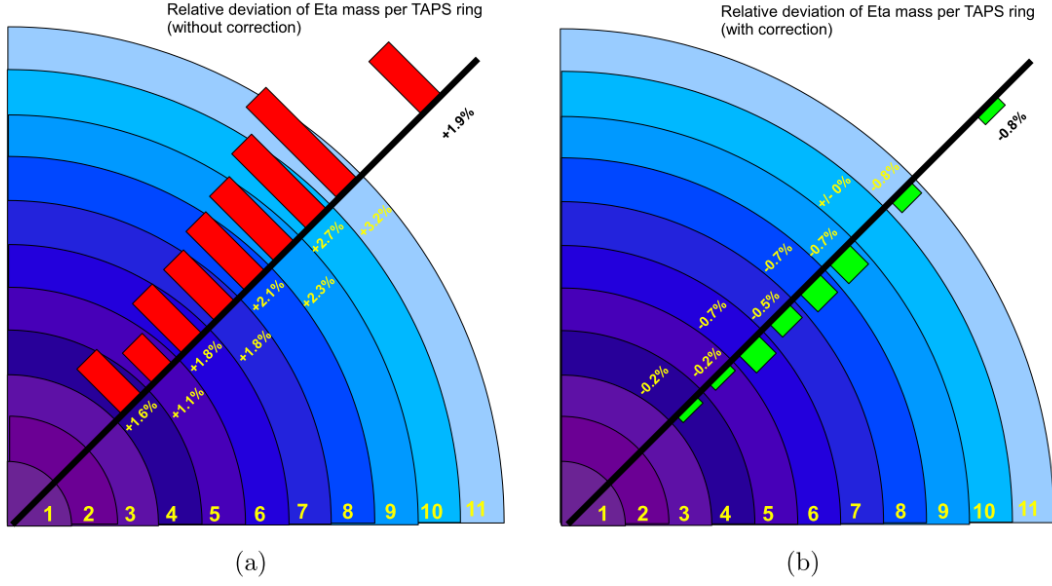 Relative deviation of Eta mass per TAPS ring
(without correction)
+1.9%
+3.2%
+2.7%
+2.3%
+2.1%
+1.8%
+1.8%
+1.1%
+1.6%
1 2 3 4 5 6 7 8 9 10 11
(a)
Relative deviation of Eta mass per TAPS ring
(with correction)
-0.8%
-0.8%
+/- 0%
-0.7%
-0.7%
-0.5%
-0.7%
-0.2%
-0.2%
1 2 3 4 5 6 7 8 9 10 11
(b)